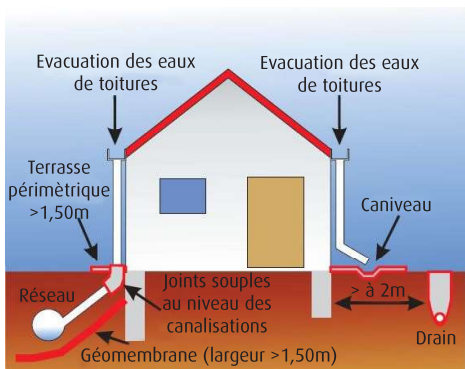 Evacuation des eaux
de toitures
Evacuation des eaux
de toitures
Terrasse
périmètrique
>1,50m
Caniveau
Réseau
Joints souples
au niveau des
canalisations
> à 2m
Drain
Géomembrane (largeur >1,50m)